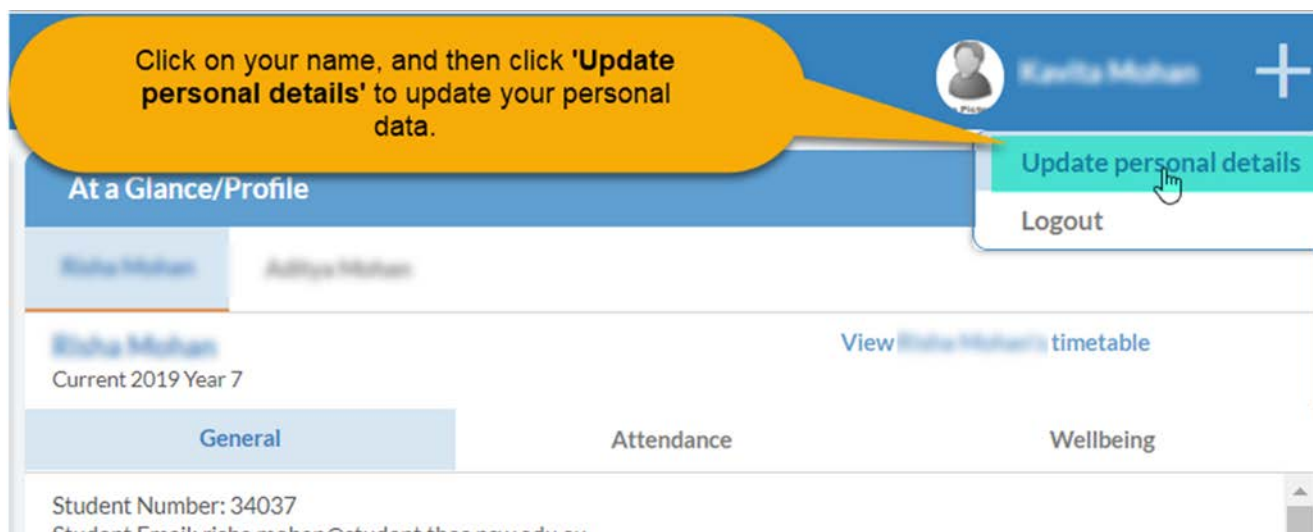 Click on your name, and then click 'Update
personal details' to update your personal
data.
Update personal details
Logout
At a Glance/Profile
View timetable
Current 2019 Year 7
General Attendance Wellbeing
Student Number: 34037